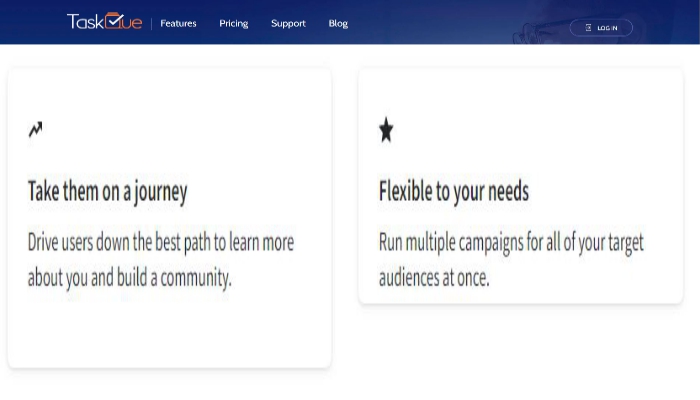 TaskQue Features Pricing Support Blog LOG IN
Take them on a journey
Drive users down the best path to learn more
about you and build a community.
Flexible to your needs
Run multiple campaigns for all of your target
audiences at once.